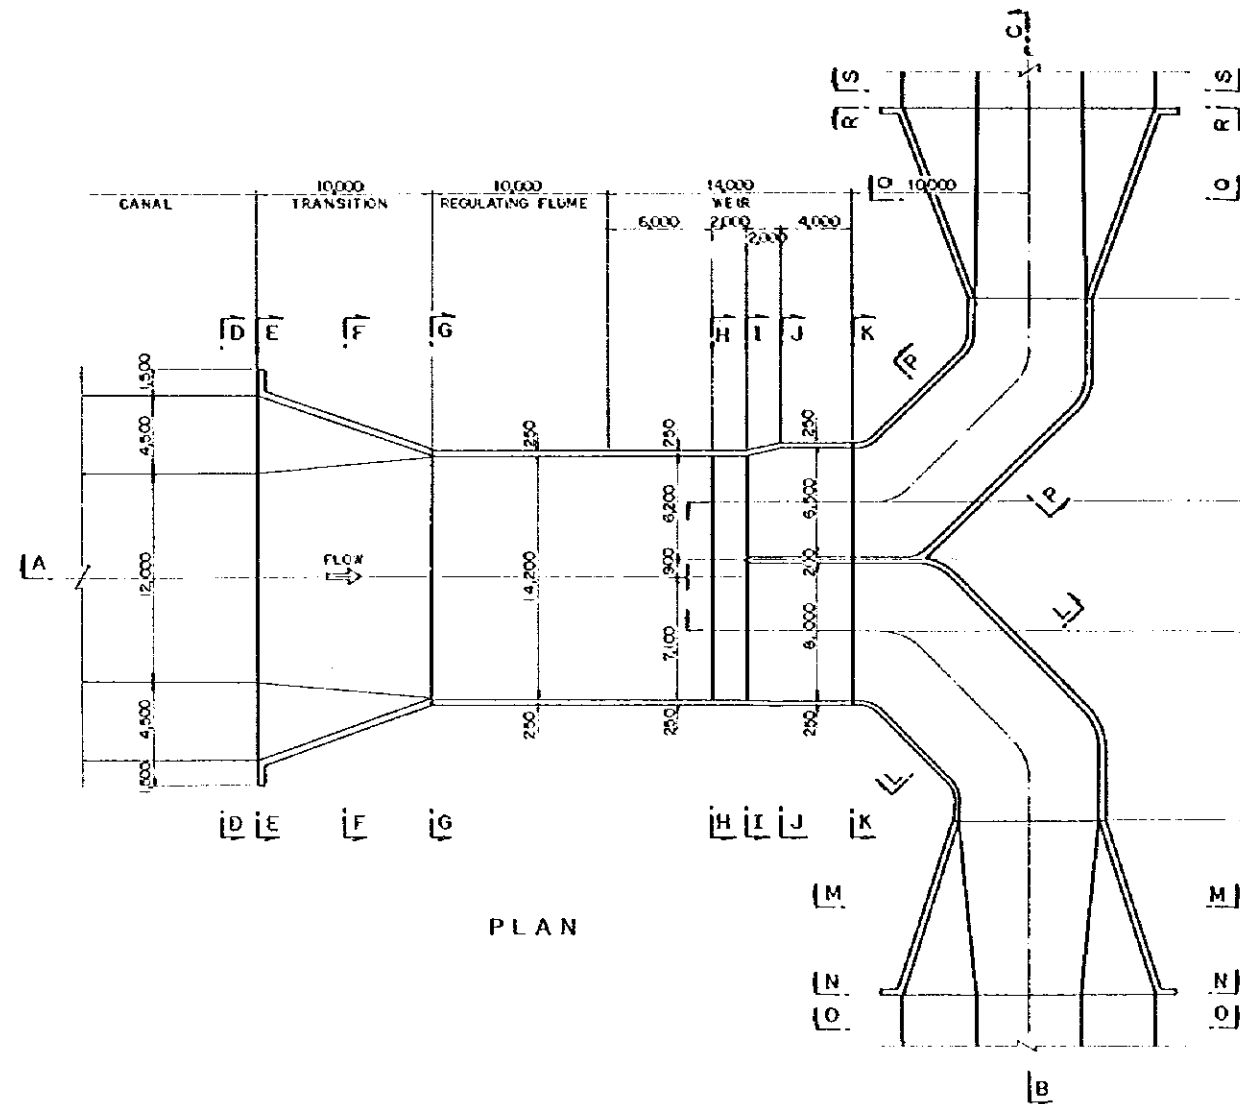 C
S
S
R
R
Q
Q
10,000
10,000
14,000
10,000
CANAL
TRANSITION
REGULATING FLUME
WEIR
6,000
2,000
4,000
2,000
D
E
F
G
H
I
J
K
P
1,500
4,500
12,000
4,500
1,500
250
14,200
250
250
6,200
900
7,100
250
250
6,500
200
8,000
250
P
A
FLOW
L
L
D
E
F
G
H
I
J
K
M
M
PLAN
N
N
O
O
B